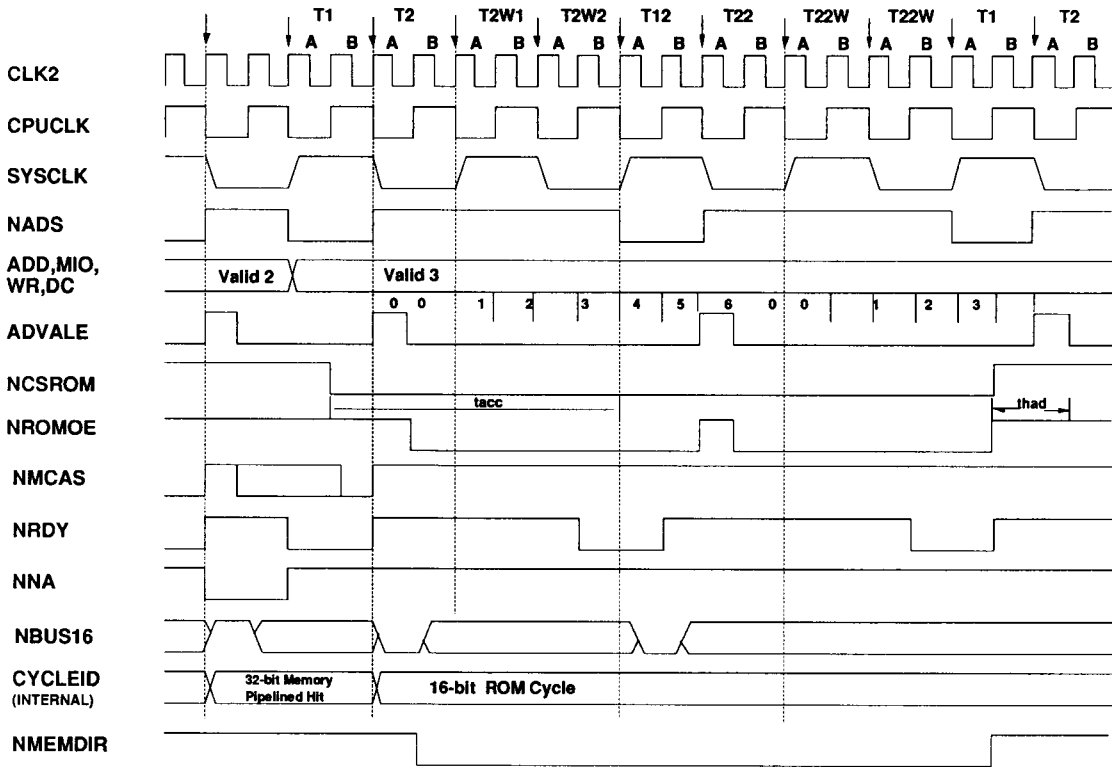 T1 T2 T2W1 T2W2 T12 T22 T22W T22W T1 T2
A B A B A B A B A B A B A B A B A B A B
CLK2
CPUCLK
SYSCLK
NADS
ADD,MIO,
WR,DC
Valid 2 Valid 3
0 0 1 2 3 4 5 6 0 0 1 2 3
ADVALE
NCSROM
tacc thad
NROMOE
NMCAS
NRDY
NNA
NBUS16
CYCLEID
(INTERNAL)
32-bit Memory
Pipelined Hit
16-bit ROM Cycle
NMEMDIR